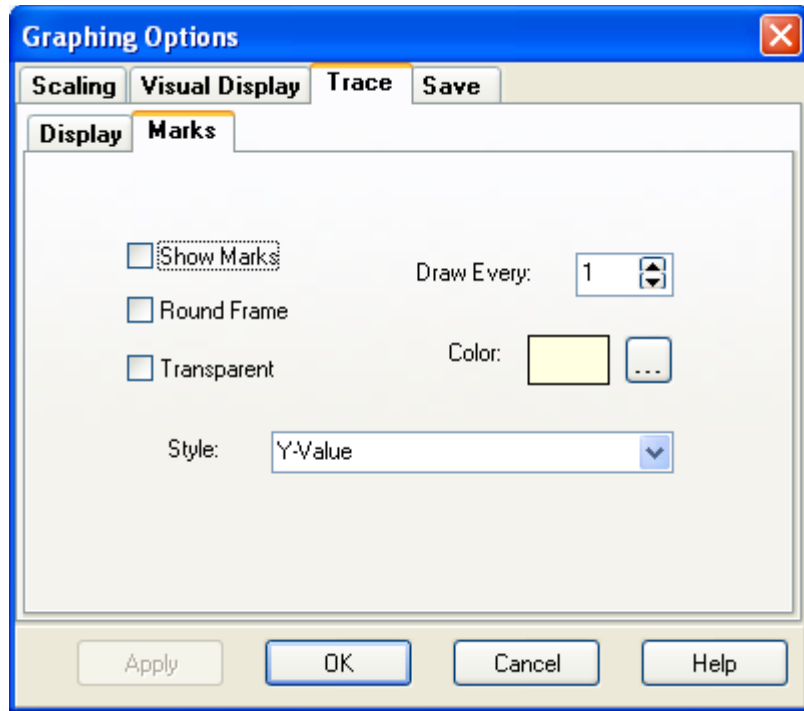 Graphing Options
Scaling Visual Display Trace Save
Display Marks
Show Marks
Draw Every: 1
Round Frame
Color: ...
Transparent
Style: Y-Value
Apply OK Cancel Help